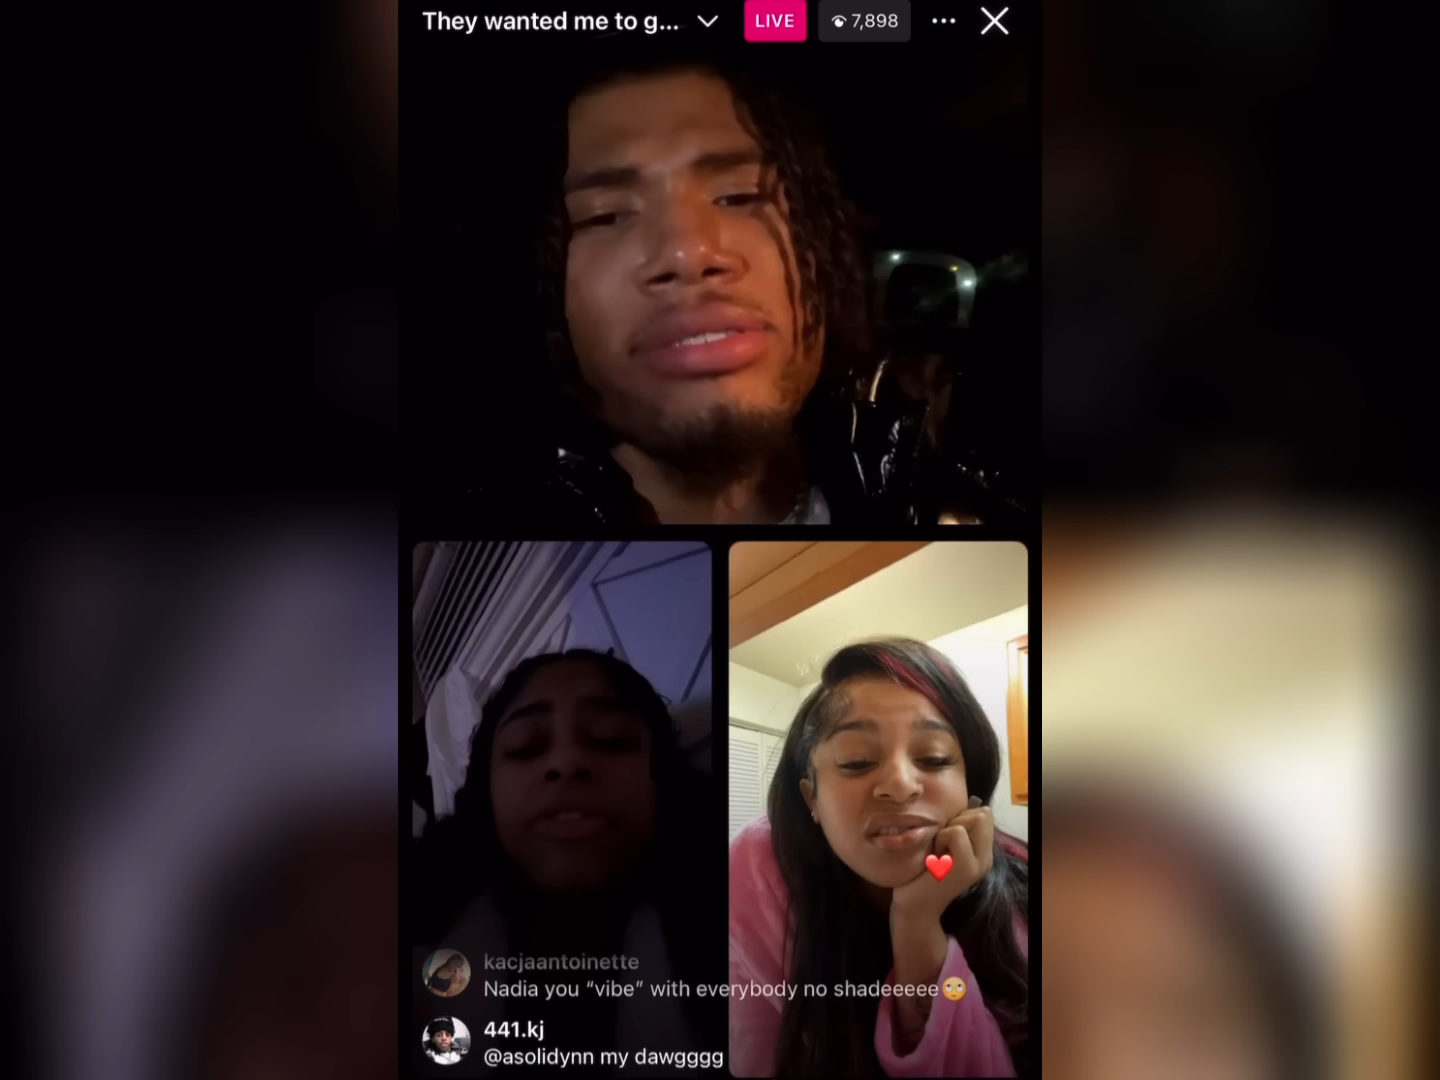 They wanted me to g... LIVE 7,898
kacjaantoinette
Nadia you “vibe” with everybody no shadeeeee🙄
441.kj
@asolidynn my dawgggg